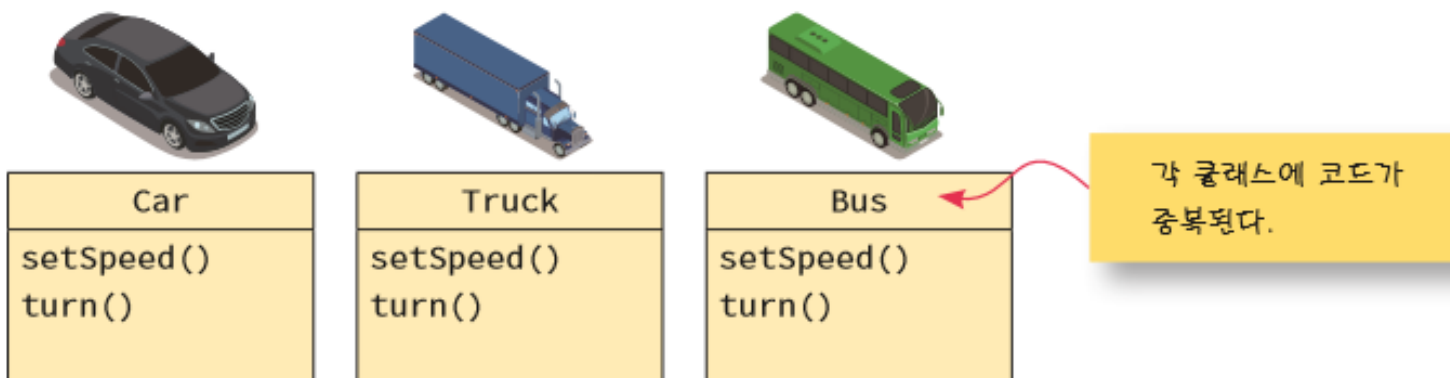 Car
setSpeed()
turn()
Truck
setSpeed()
turn()
Bus
setSpeed()
turn()
각 클래스에 코드가
중복된다.